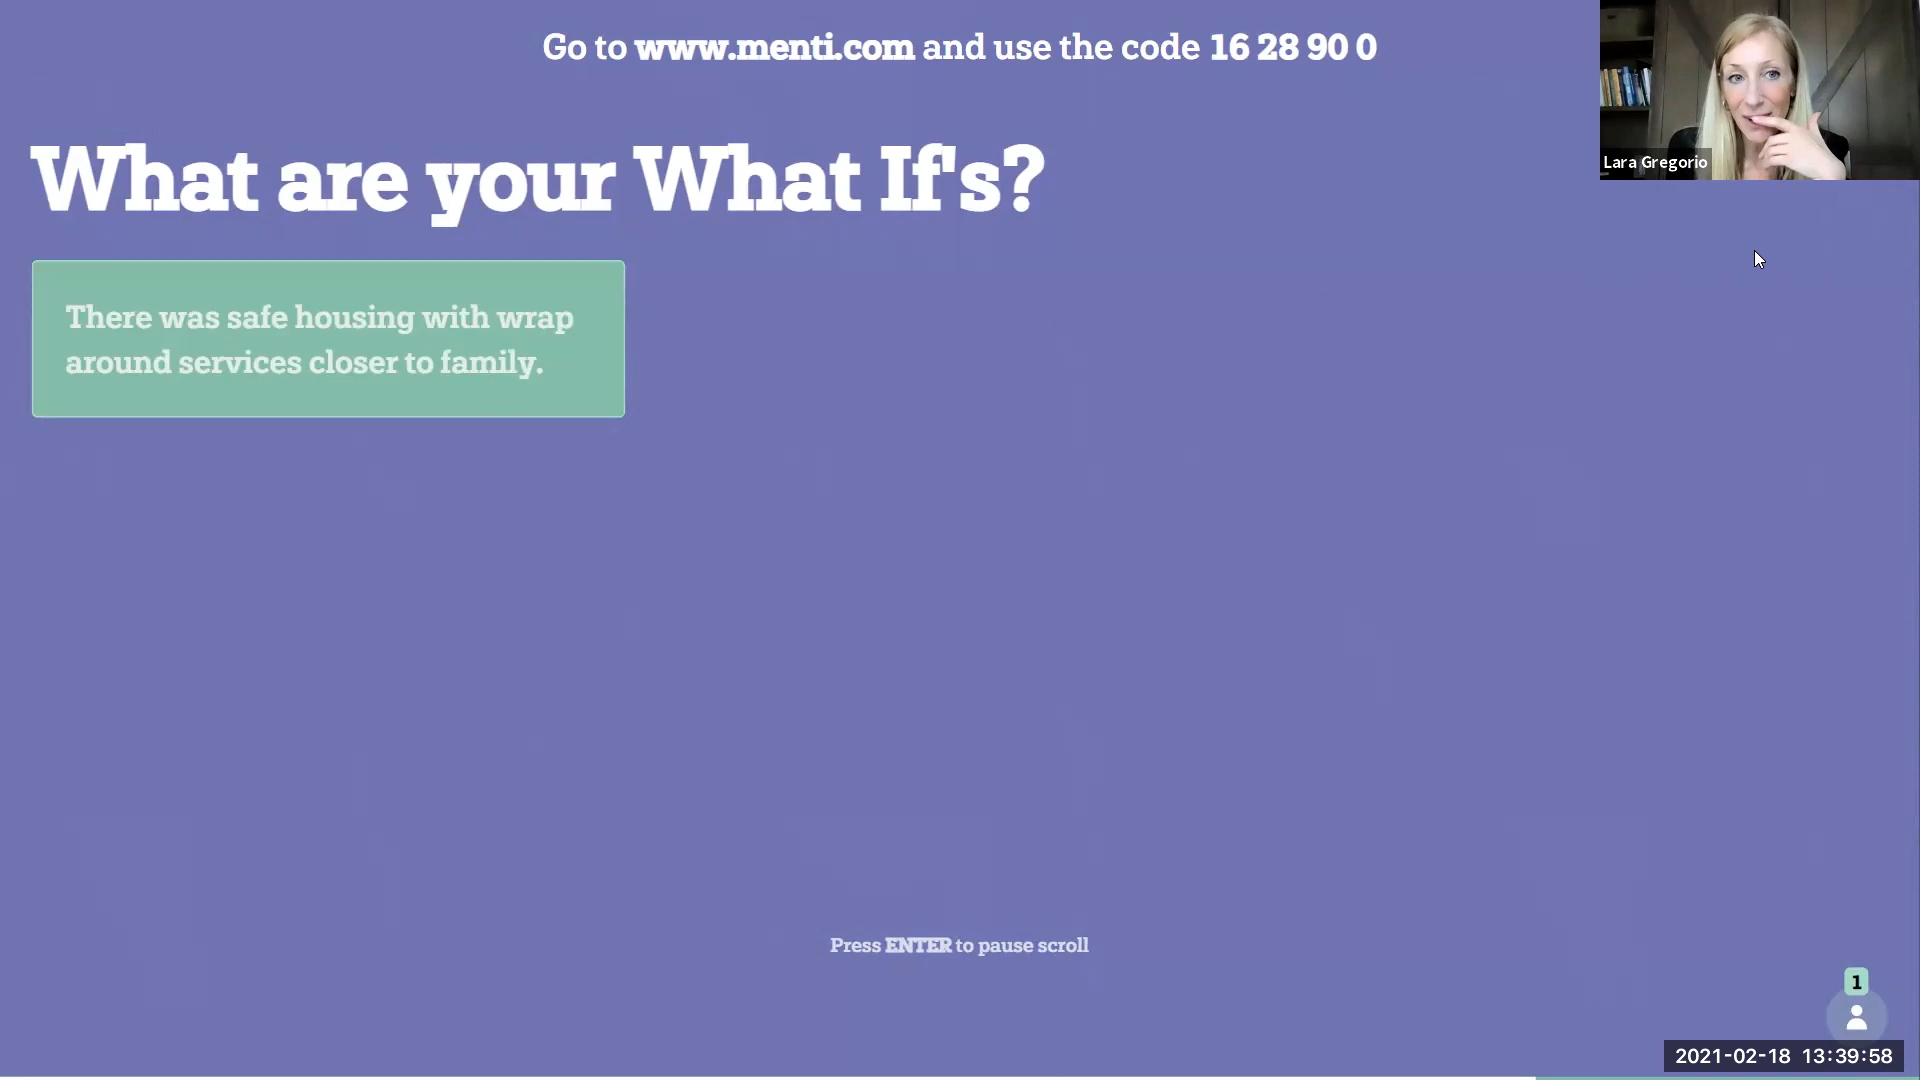 Go to www.menti.com and use the code 16 28 90 0
What are your What If's?
Lara Gregorio
There was safe housing with wrap
around services closer to family.
Press ENTER to pause scroll
1
2021-02-18 13:39:58